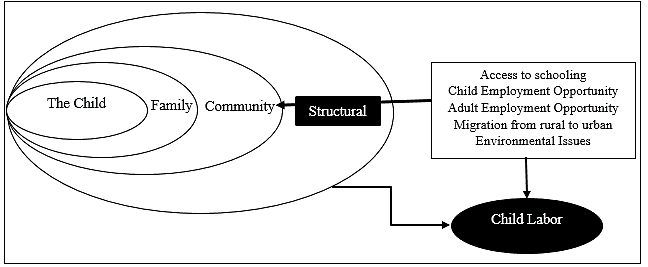 The Child
Family
Community
Structural
Access to schooling
Child Employment Opportunity
Adult Employment Opportunity
Migration from rural to urban
Environmental Issues
Child Labor